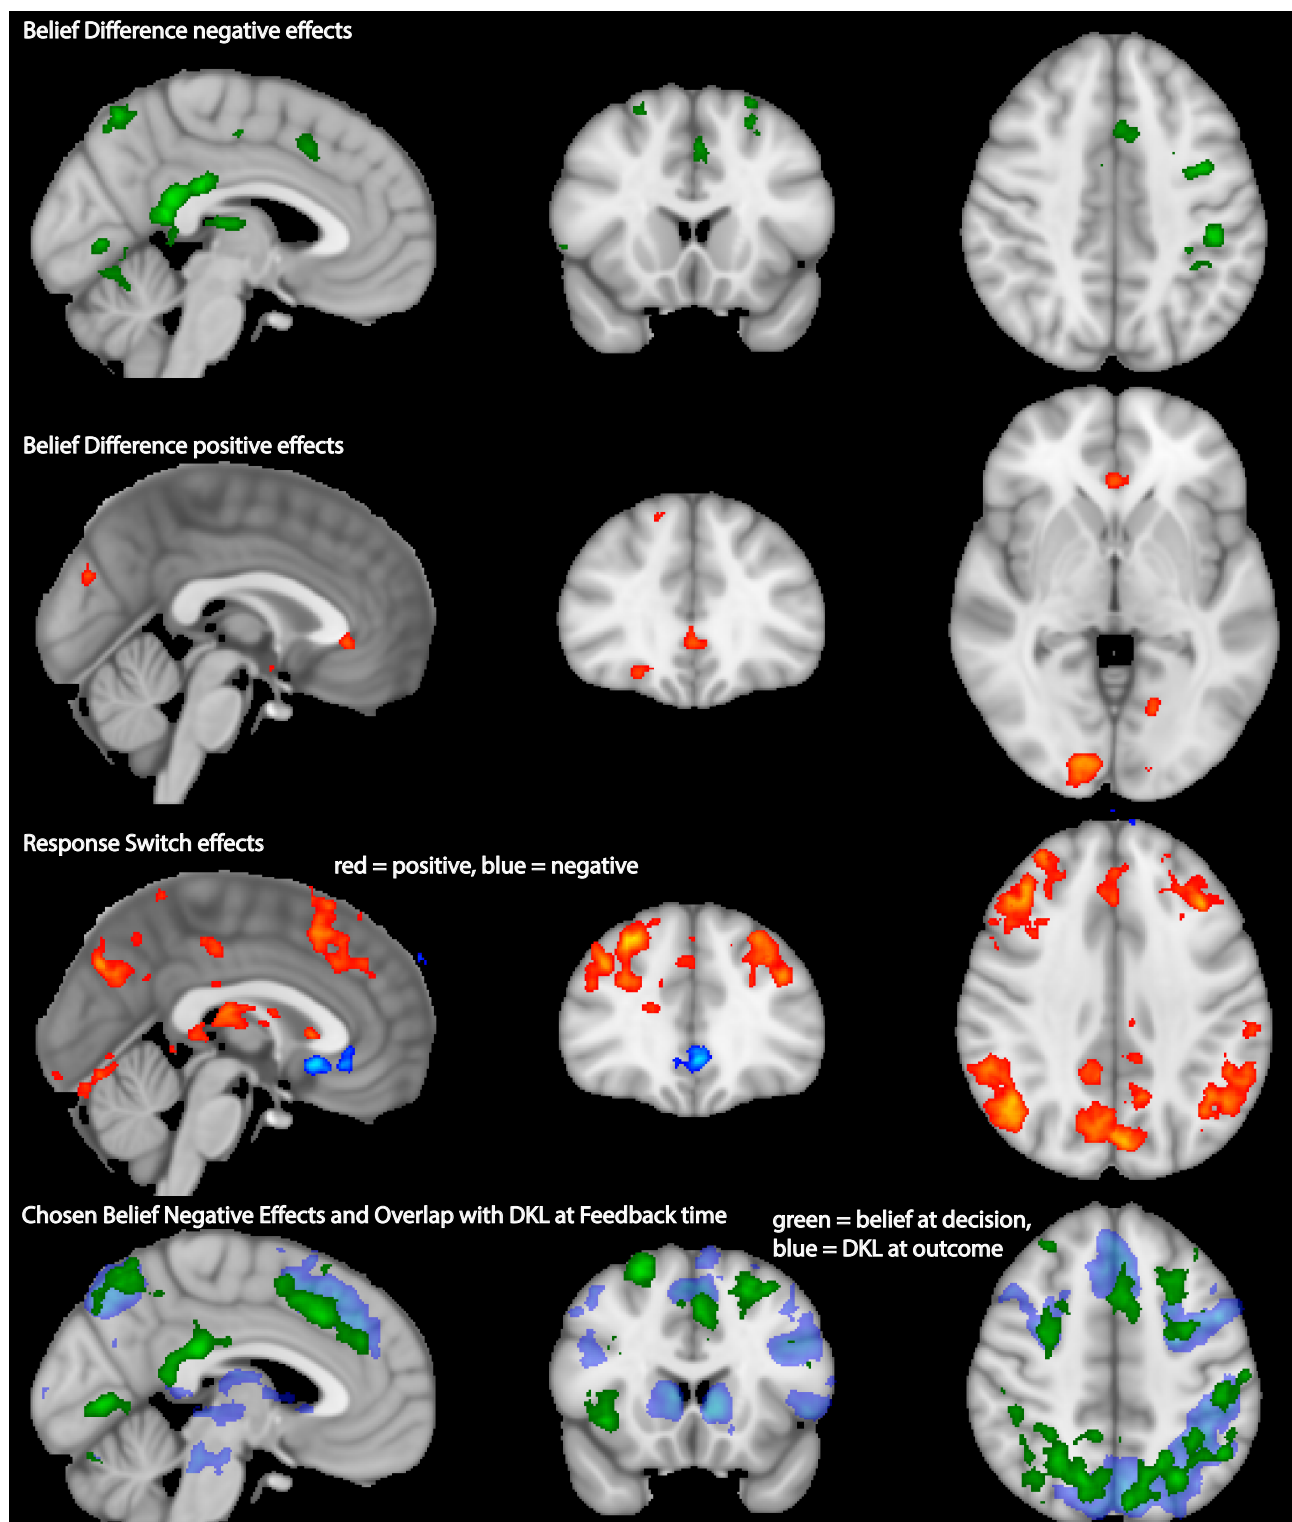 Belief Difference negative effects
Belief Difference positive effects
Response Switch effects
red = positive, blue = negative
Chosen Belief Negative Effects and Overlap with DKL at Feedback time
green = belief at decision,
blue = DKL at outcome